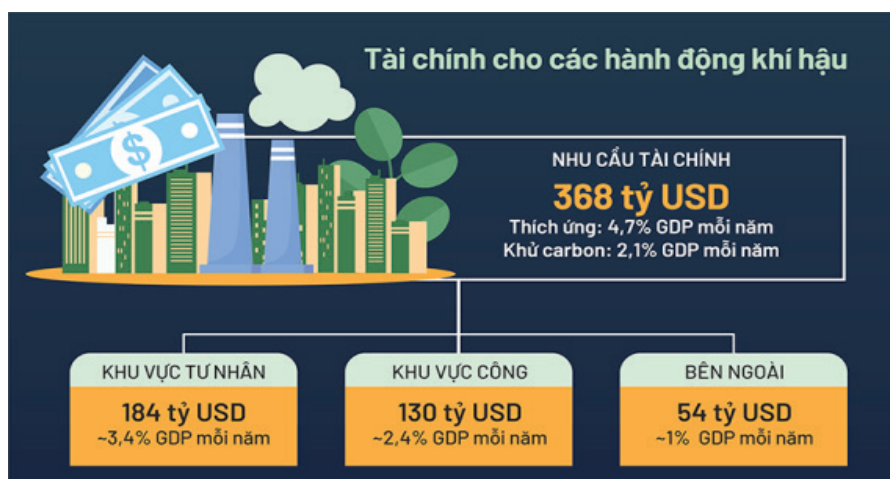 Tài chính cho các hành động khí hậu
$
NHU CẦU TÀI CHÍNH
368 tỷ USD
Thích ứng: 4,7% GDP mỗi năm
Khử carbon: 2,1% GDP mỗi năm
KHU VỰC TƯ NHÂN
184 tỷ USD
~3,4% GDP mỗi năm
KHU VỰC CÔNG
130 tỷ USD
~2,4% GDP mỗi năm
BÊN NGOÀI
54 tỷ USD
~1% GDP mỗi năm